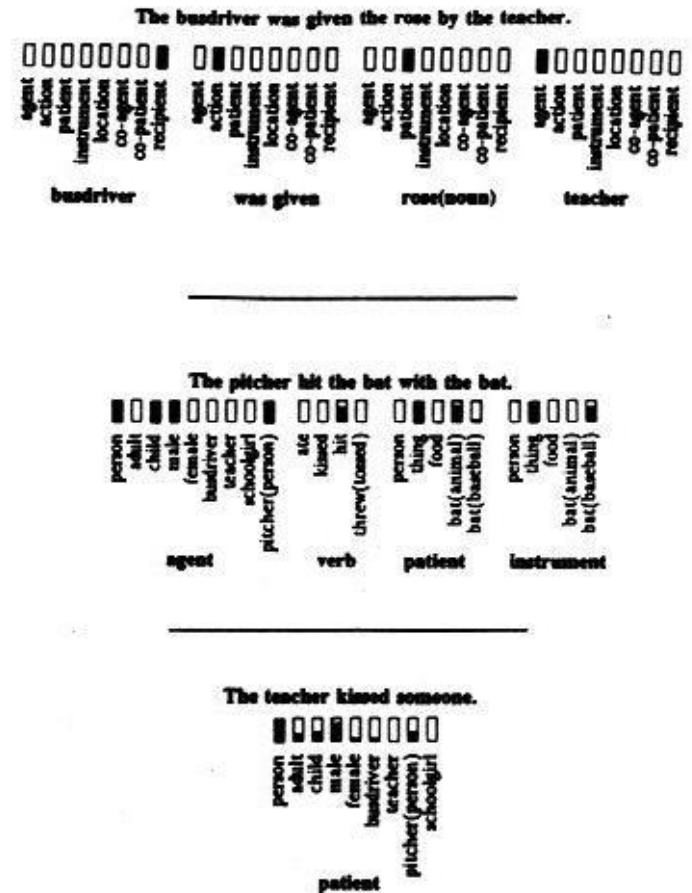 The busdriver was given the rose by the teacher.
agent action patient instrument location co-agent co-patient recipient
agent action patient instrument location co-agent co-patient recipient
agent action patient instrument location co-agent co-patient recipient
agent action patient instrument location co-agent co-patient recipient
busdriver was given rose(noun) teacher
The pitcher hit the bat with the bat.
person adult child male female busdriver teacher schoolgirl pitcher(person)
ate kissed hit threw(tossed)
person thing food bat(animal) bat(baseball)
person thing food bat(animal) bat(baseball)
agent verb patient instrument
The teacher kissed someone.
person adult child male female busdriver teacher pitcher(person) schoolgirl
patient